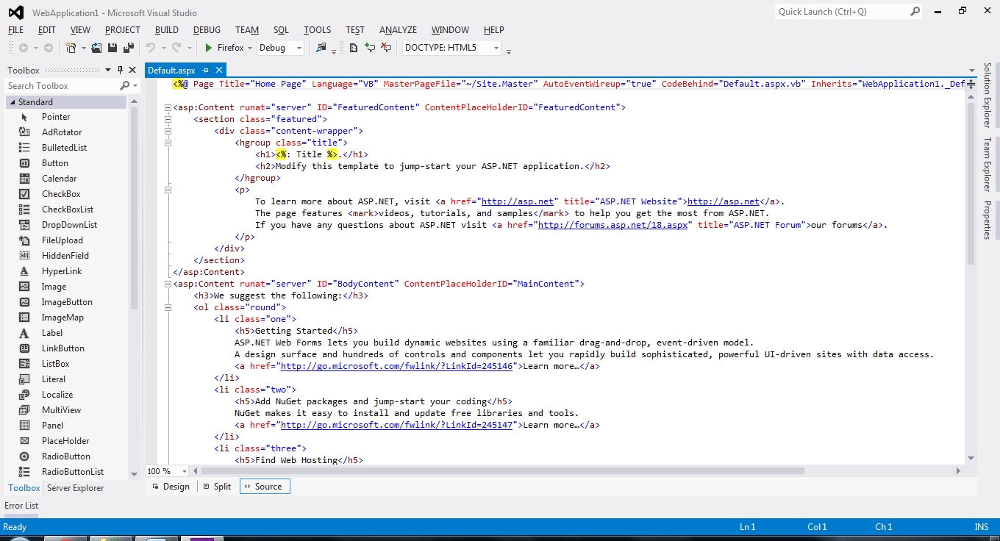 WebApplication1 - Microsoft Visual Studio
Quick Launch (Ctrl+Q)
FILE EDIT VIEW PROJECT BUILD DEBUG TEAM SQL TOOLS TEST ANALYZE WINDOW HELP
Firefox Debug DOCTYPE: HTML5
Toolbox
Search Toolbox
Standard
Pointer
AdRotator
BulletedList
Button
Calendar
CheckBox
CheckBoxList
DropDownList
FileUpload
HiddenField
HyperLink
Image
ImageButton
ImageMap
Label
LinkButton
ListBox
Literal
Localize
MultiView
Panel
PlaceHolder
RadioButton
RadioButtonList
Toolbox Server Explorer
Default.aspx
<%@ Page Title="Home Page" Language="VB" MasterPageFile="~/Site.Master" AutoEventWireup="true" CodeBehind="Default.aspx.vb" Inherits="WebApplication1._Def
<asp:Content runat="server" ID="FeaturedContent" ContentPlaceHolderID="FeaturedContent">
<section class="featured">
<div class="content-wrapper">
<hgroup class="title">
<h1><%: Title %>.</h1>
<h2>Modify this template to jump-start your ASP.NET application.</h2>
</hgroup>
<p>
To learn more about ASP.NET, visit <a href="http://asp.net" title="ASP.NET Website">http://asp.net</a>.
The page features <mark>videos, tutorials, and samples</mark> to help you get the most from ASP.NET.
If you have any questions about ASP.NET visit <a href="http://forums.asp.net/18.aspx" title="ASP.NET Forum">our forums</a>.
</p>
</div>
</section>
</asp:Content>
<asp:Content runat="server" ID="BodyContent" ContentPlaceHolderID="MainContent">
<h3>We suggest the following:</h3>
<ol class="round">
<li class="one">
<h5>Getting Started</h5>
ASP.NET Web Forms lets you build dynamic websites using a familiar drag-and-drop, event-driven model.
A design surface and hundreds of controls and components let you rapidly build sophisticated, powerful UI-driven sites with data access.
<a href="http://go.microsoft.com/fwlink/?LinkId=245146">Learn more…</a>
</li>
<li class="two">
<h5>Add NuGet packages and jump-start your coding</h5>
NuGet makes it easy to install and update free libraries and tools.
<a href="http://go.microsoft.com/fwlink/?LinkId=245147">Learn more…</a>
</li>
<li class="three">
<h5>Find Web Hosting</h5>
100 %
Design Split Source
Solution Explorer
Team Explorer
Properties
Error List
Ready Ln 1 Col 1 Ch 1 INS